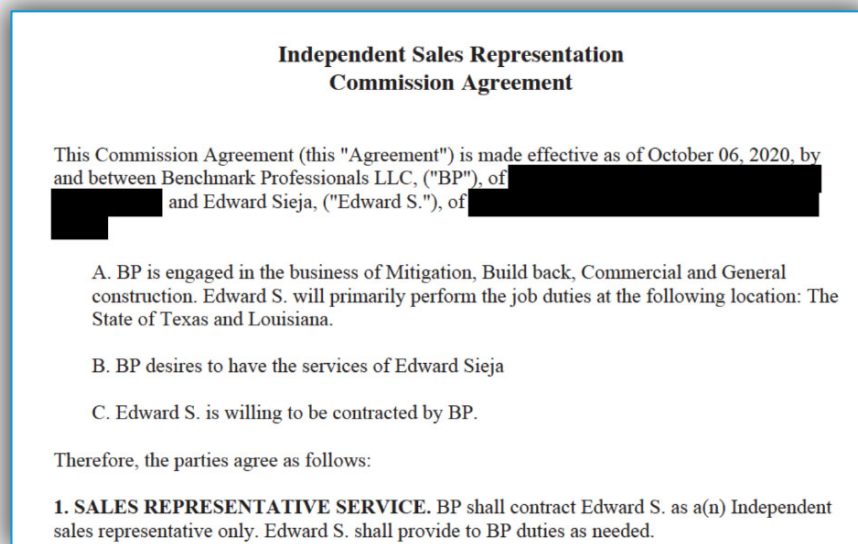 Independent Sales Representation
Commission Agreement
This Commission Agreement (this "Agreement") is made effective as of October 06, 2020, by
and between Benchmark Professionals LLC, ("BP"), of
and Edward Sieja, ("Edward S."), of
A. BP is engaged in the business of Mitigation, Build back, Commercial and General
construction. Edward S. will primarily perform the job duties at the following location: The
State of Texas and Louisiana.
B. BP desires to have the services of Edward Sieja
C. Edward S. is willing to be contracted by BP.
Therefore, the parties agree as follows:
1. SALES REPRESENTATIVE SERVICE. BP shall contract Edward S. as a(n) Independent
sales representative only. Edward S. shall provide to BP duties as needed.